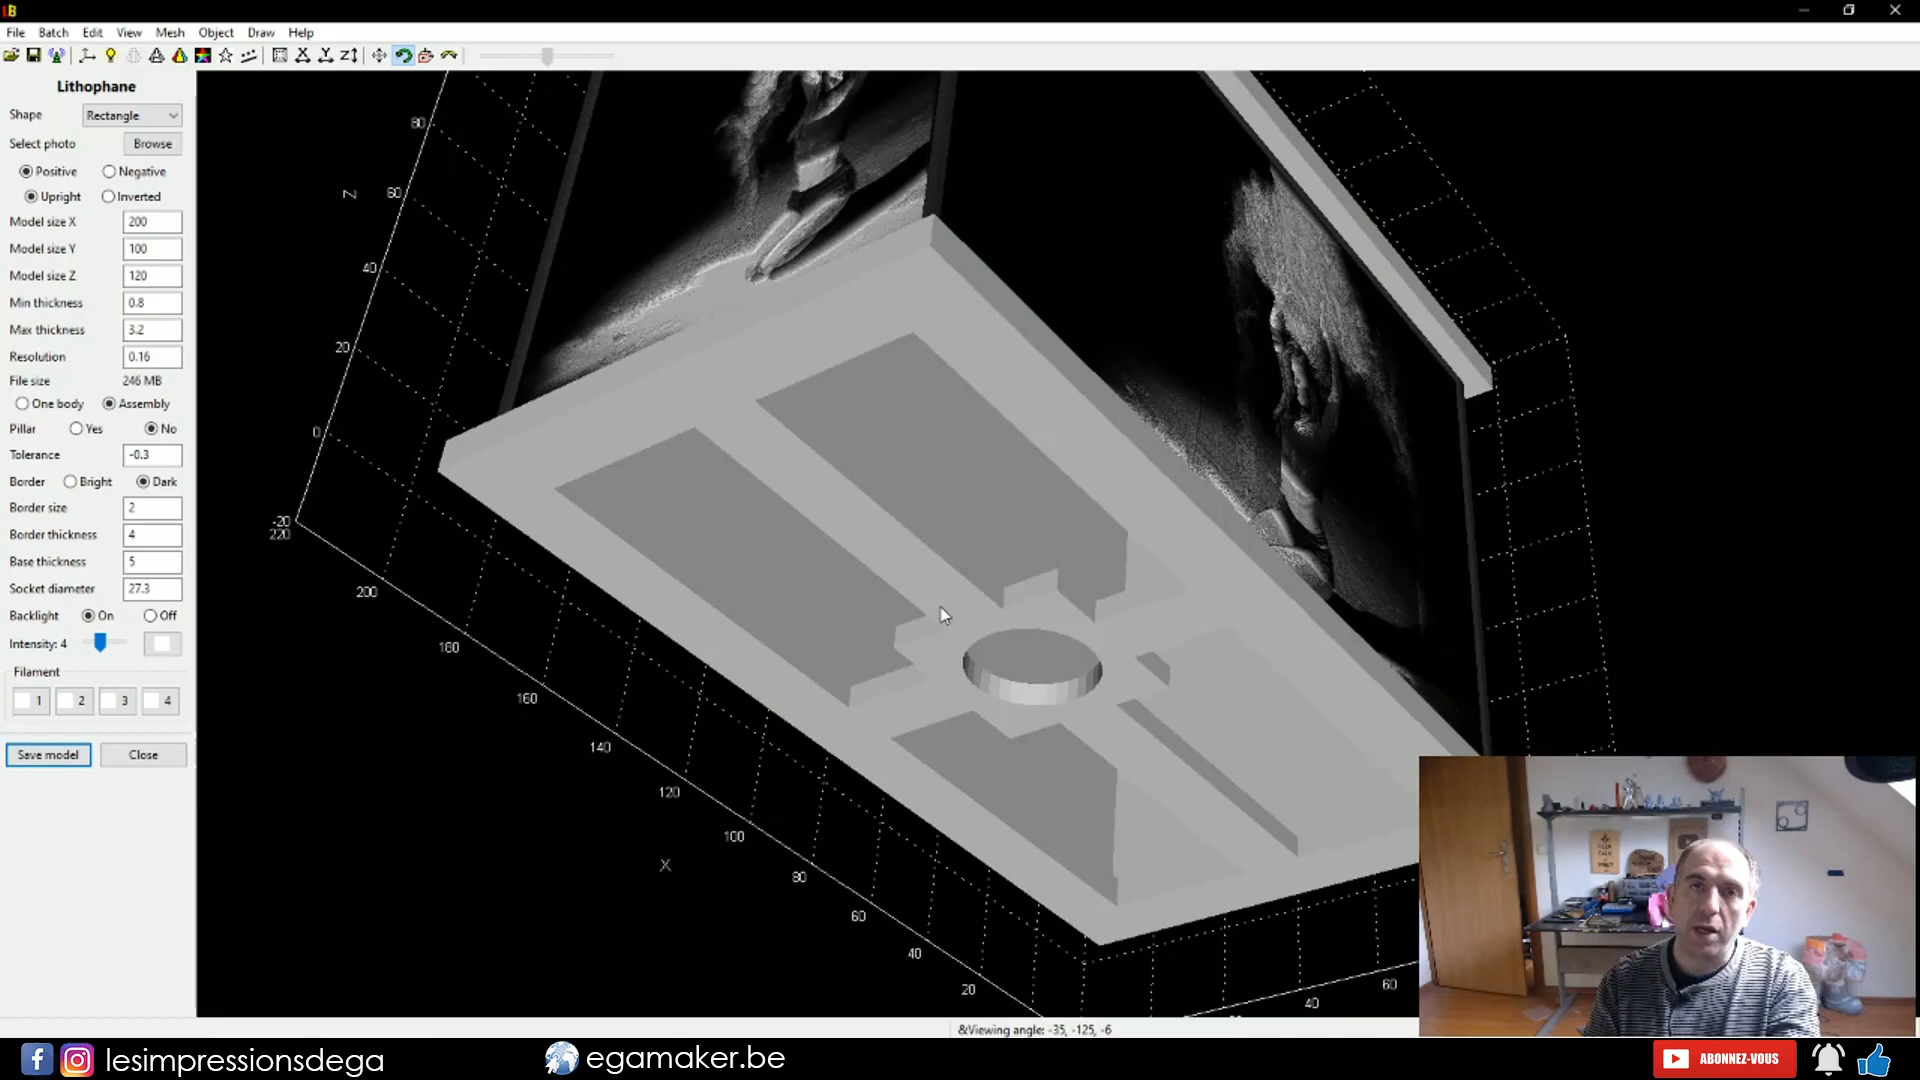 LB
File Batch Edit View Mesh Object Draw Help
Lithophane
Shape Rectangle
Select photo Browse
Positive Negative
Upright Inverted
Model size X 200
Model size Y 100
Model size Z 120
Min thickness 0.8
Max thickness 3.2
Resolution 0.16
File size 246 MB
One body Assembly
Pillar Yes No
Tolerance -0.3
Border Bright Dark
Border size 2
Border thickness 4
Base thickness 5
Socket diameter 27.3
Backlight On Off
Intensity: 4
Filament
1 2 3 4
Save model Close
80
Z 60
40
20
0
-20
220
200
180
160
140
120
100
80
60
40
20
X
40
60
&Viewing angle: -35, -125, -6
lesimpressionsdega egamaker.be ABONNEZ-VOUS